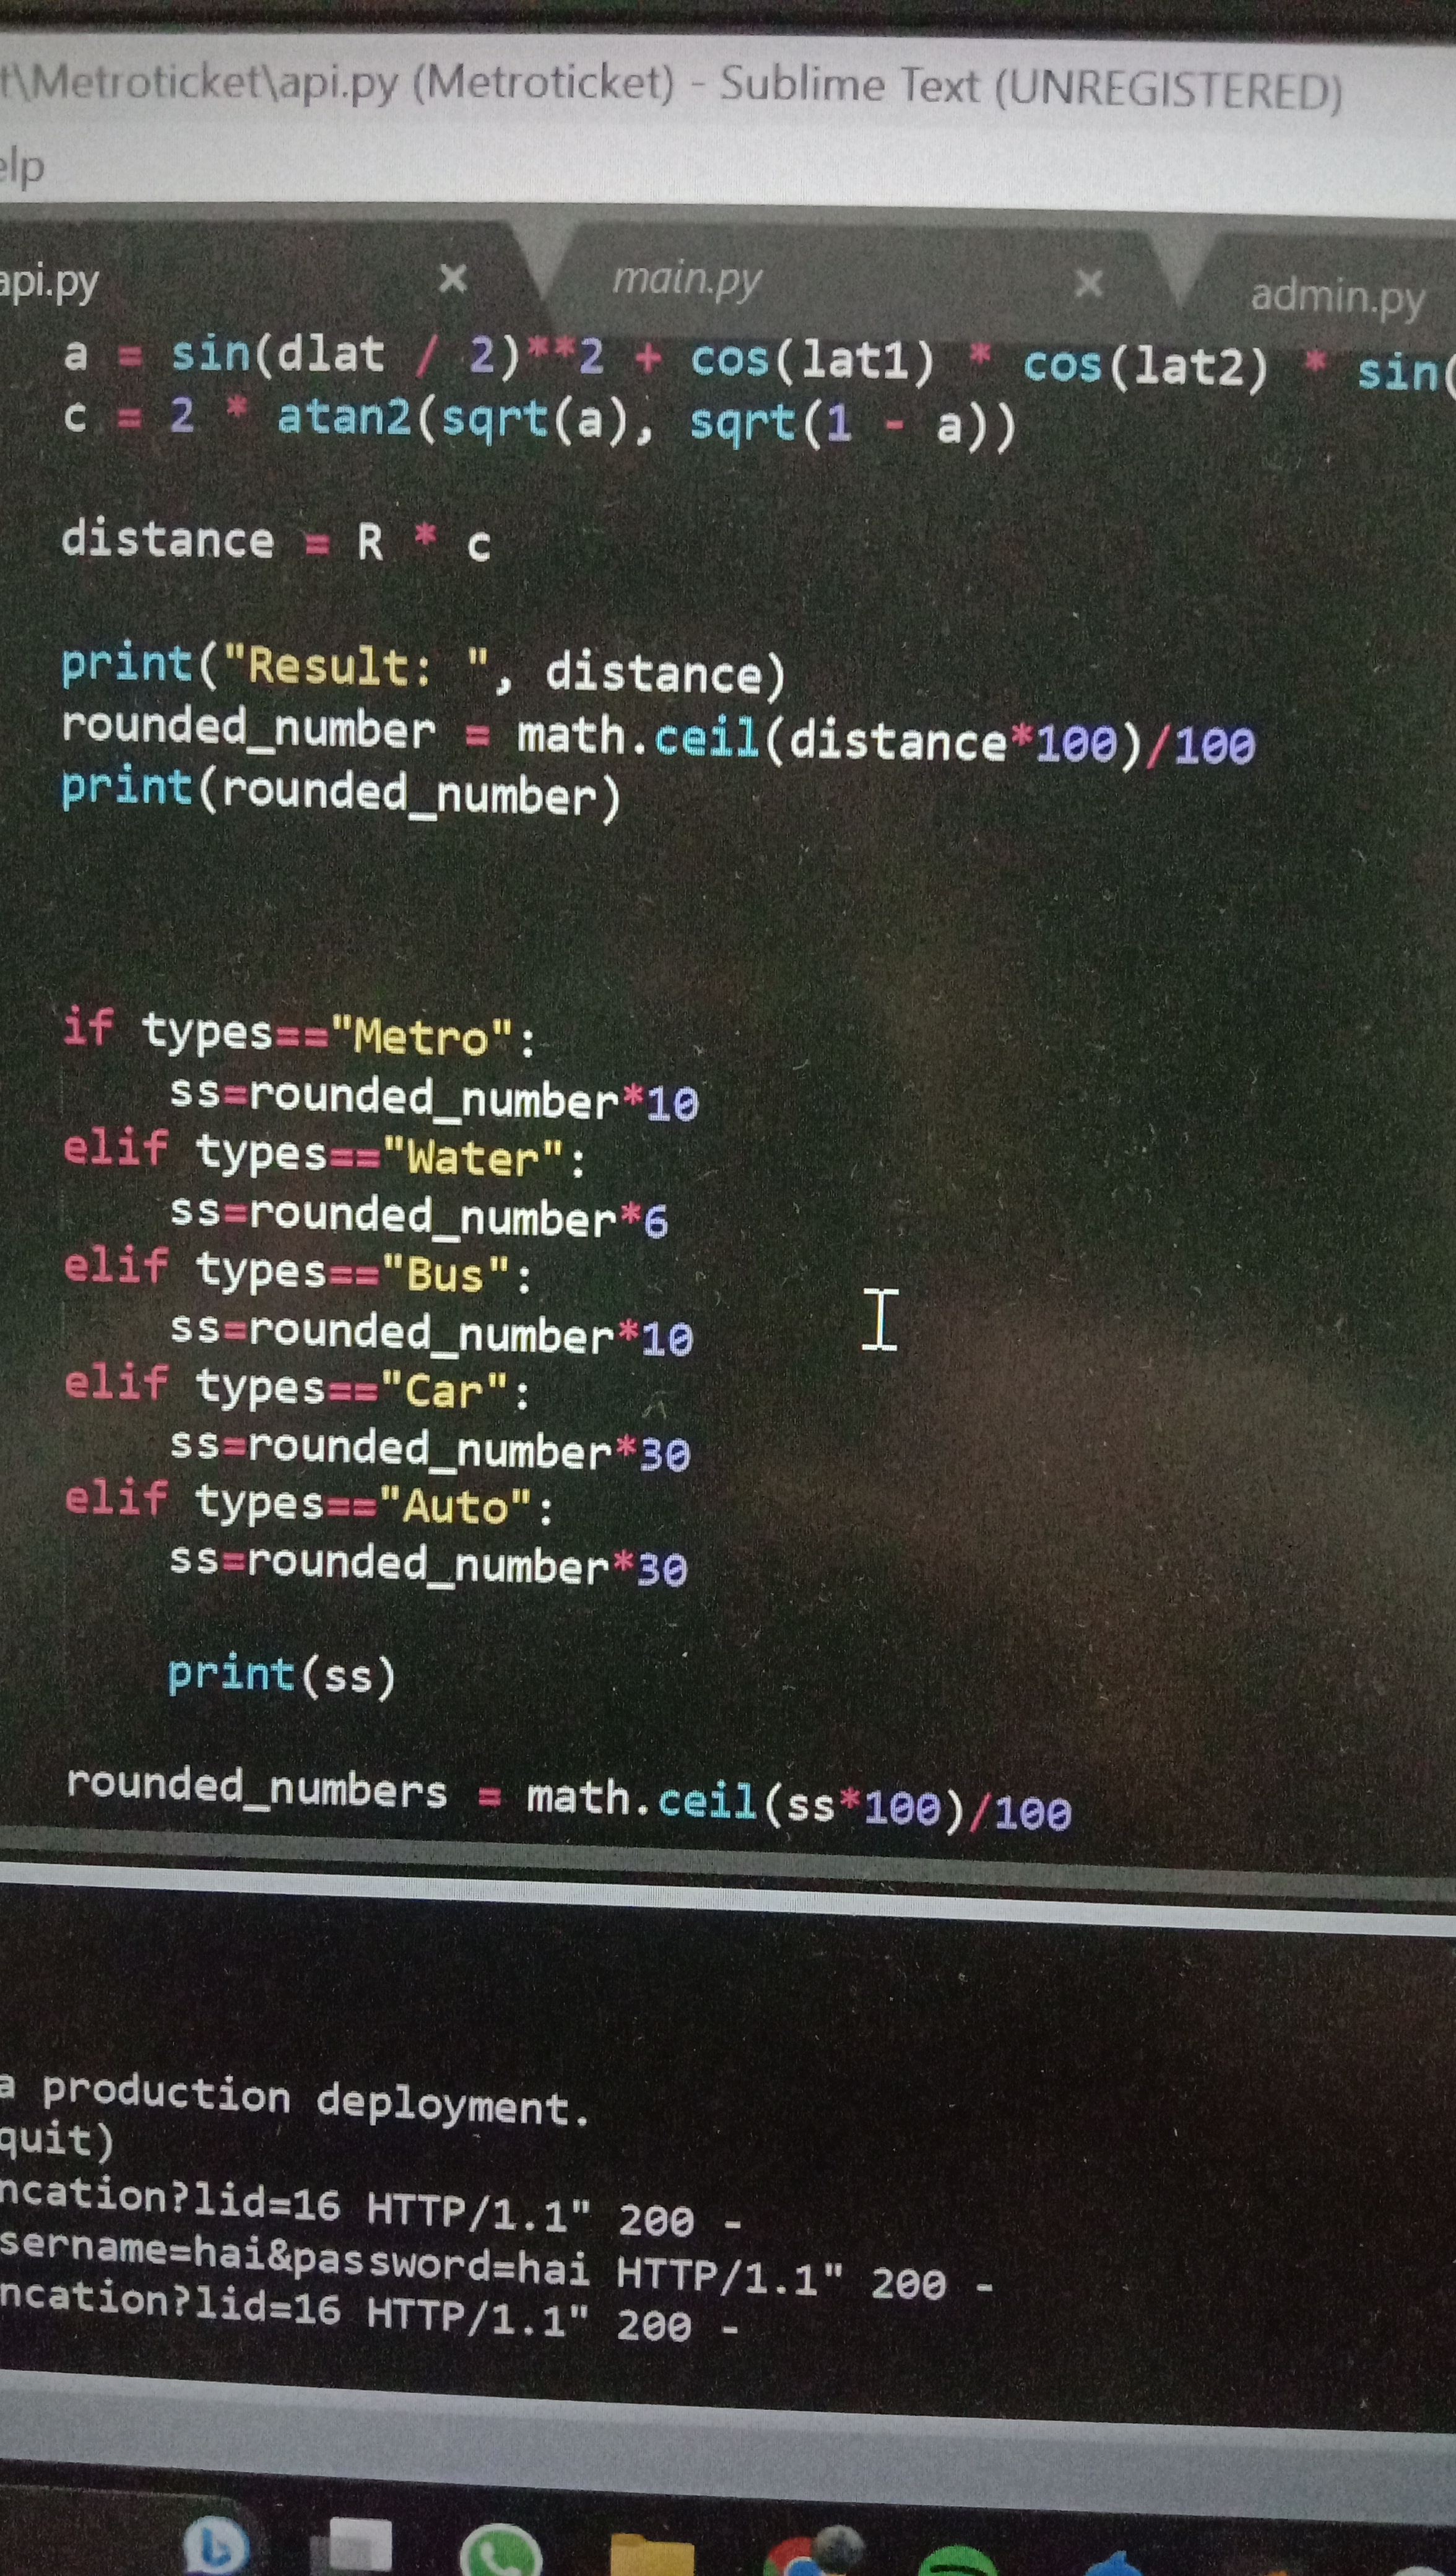 t\Metroticket\api.py (Metroticket) - Sublime Text (UNREGISTERED)
elp
api.py × main.py × admin.py
a = sin(dlat / 2)**2 + cos(lat1) * cos(lat2) * sin(
c = 2 * atan2(sqrt(a), sqrt(1 - a))
distance = R * c
print("Result: ", distance)
rounded_number = math.ceil(distance*100)/100
print(rounded_number)
if types=="Metro":
    ss=rounded_number*10
elif types=="Water":
    ss=rounded_number*6
elif types=="Bus":
    ss=rounded_number*10
elif types=="Car":
    ss=rounded_number*30
elif types=="Auto":
    ss=rounded_number*30
    print(ss)
rounded_numbers = math.ceil(ss*100)/100
a production deployment.
quit)
ncation?lid=16 HTTP/1.1" 200 -
sername=hai&password=hai HTTP/1.1" 200 -
ncation?lid=16 HTTP/1.1" 200 -